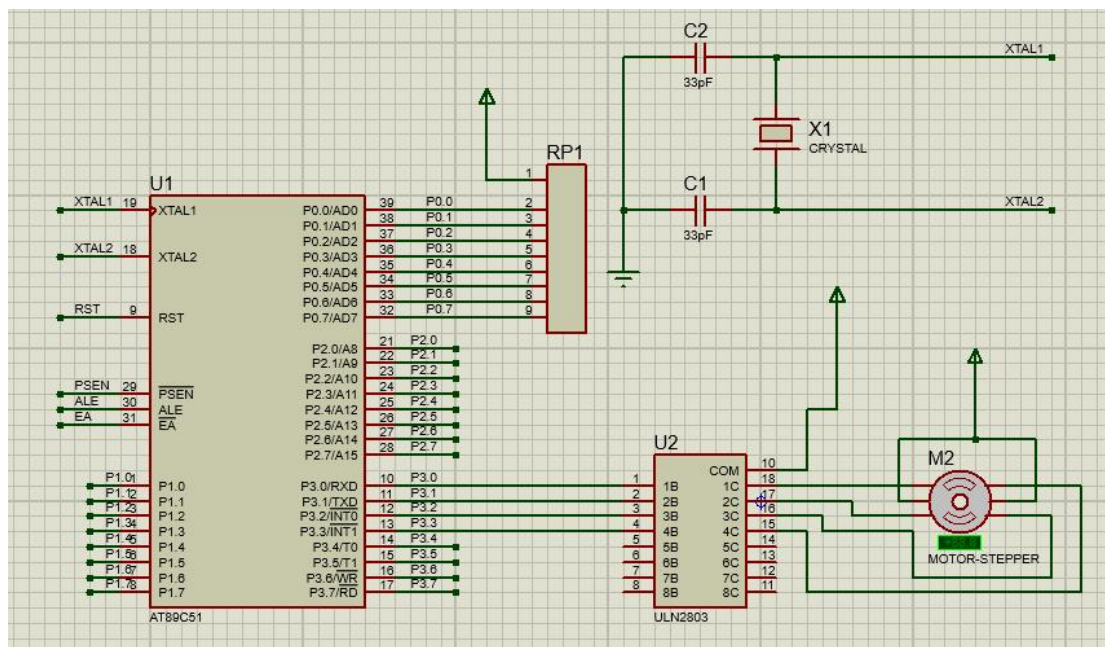 C2
33pF
XTAL1
X1
CRYSTAL
C1
33pF
XTAL2
RP1
1
2
3
4
5
6
7
8
9
U1
XTAL1 19 XTAL1
XTAL2 18 XTAL2
RST 9 RST
PSEN 29 PSEN
ALE 30 ALE
EA 31 EA
P1.0 1 P1.0
P1.1 2 P1.1
P1.2 3 P1.2
P1.3 4 P1.3
P1.4 5 P1.4
P1.5 6 P1.5
P1.6 7 P1.6
P1.7 8 P1.7
P0.0/AD0 39 P0.0
P0.1/AD1 38 P0.1
P0.2/AD2 37 P0.2
P0.3/AD3 36 P0.3
P0.4/AD4 35 P0.4
P0.5/AD5 34 P0.5
P0.6/AD6 33 P0.6
P0.7/AD7 32 P0.7
P2.0/A8 21 P2.0
P2.1/A9 22 P2.1
P2.2/A10 23 P2.2
P2.3/A11 24 P2.3
P2.4/A12 25 P2.4
P2.5/A13 26 P2.5
P2.6/A14 27 P2.6
P2.7/A15 28 P2.7
P3.0/RXD 10 P3.0
P3.1/TXD 11 P3.1
P3.2/INT0 12 P3.2
P3.3/INT1 13 P3.3
P3.4/T0 14 P3.4
P3.5/T1 15 P3.5
P3.6/WR 16 P3.6
P3.7/RD 17 P3.7
AT89C51
U2
COM 10
1 1B 1C 18
2 2B 2C 17
3 3B 3C 16
4 4B 4C 15
5 5B 5C 14
6 6B 6C 13
7 7B 7C 12
8 8B 8C 11
ULN2803
M2
MOTOR-STEPPER